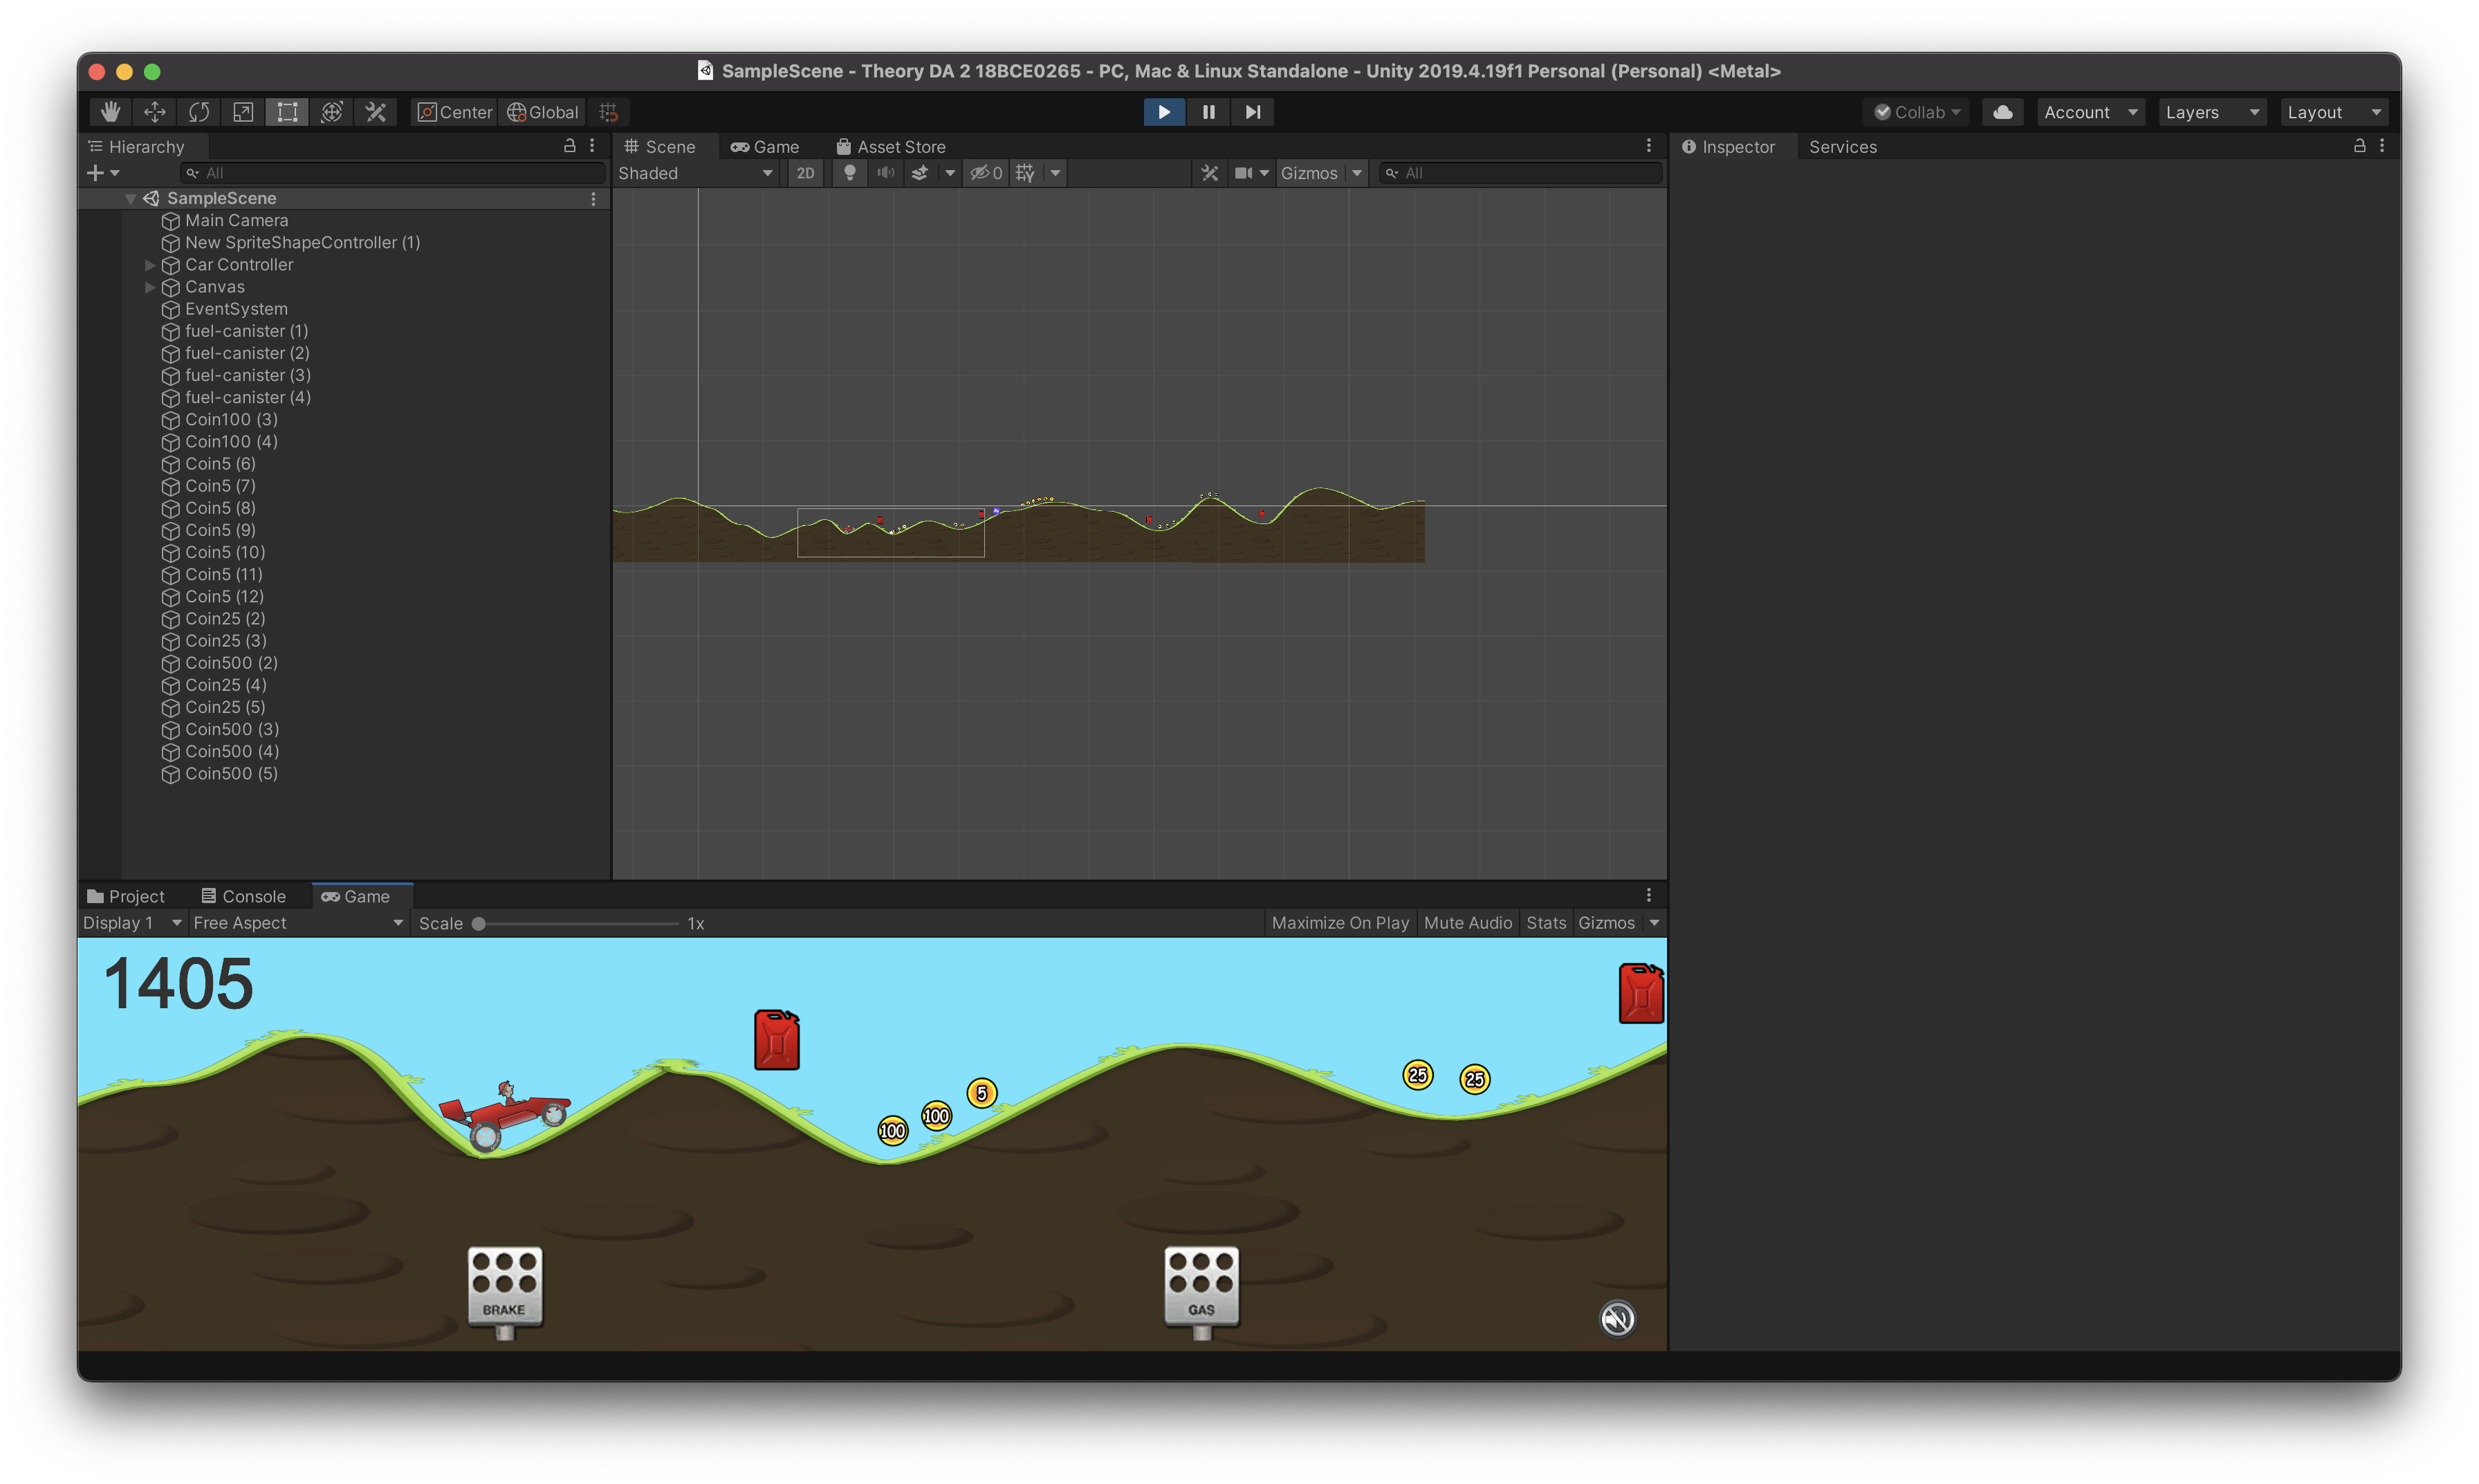 SampleScene - Theory DA 2 18BCE0265 - PC, Mac & Linux Standalone - Unity 2019.4.19f1 Personal (Personal) <Metal>
Center Global Collab Account Layers Layout
Hierarchy
All
SampleScene
Main Camera
New SpriteShapeController (1)
Car Controller
Canvas
EventSystem
fuel-canister (1)
fuel-canister (2)
fuel-canister (3)
fuel-canister (4)
Coin100 (3)
Coin100 (4)
Coin5 (6)
Coin5 (7)
Coin5 (8)
Coin5 (9)
Coin5 (10)
Coin5 (11)
Coin5 (12)
Coin25 (2)
Coin25 (3)
Coin500 (2)
Coin25 (4)
Coin25 (5)
Coin500 (3)
Coin500 (4)
Coin500 (5)
Scene Game Asset Store
Shaded 2D 0 Gizmos All
Inspector Services
Project Console Game
Display 1 Free Aspect Scale 1x Maximize On Play Mute Audio Stats Gizmos
1405
25 25
5
100
100
BRAKE GAS